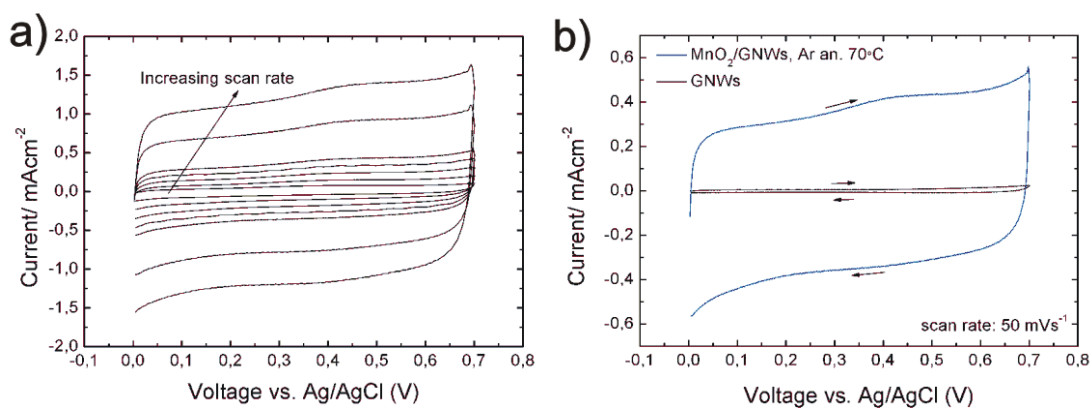 a)
Increasing scan rate
2,0
1,5
1,0
0,5
0,0
-0,5
-1,0
-1,5
-2,0
-0,1 0,0 0,1 0,2 0,3 0,4 0,5 0,6 0,7 0,8
Current/ mAcm-2
Voltage vs. Ag/AgCl (V)
b)
MnO2/GNWs, Ar an. 70°C
GNWs
0,6
0,4
0,2
0,0
-0,2
-0,4
-0,6
scan rate: 50 mVs-1
-0,1 0,0 0,1 0,2 0,3 0,4 0,5 0,6 0,7 0,8
Current/ mAcm-2
Voltage vs. Ag/AgCl (V)